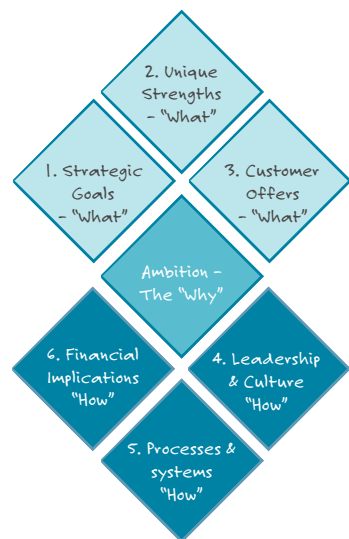 2. Unique
Strengths
- "What"
1. Strategic
Goals
- "What"
3. Customer
Offers
- "What"
Ambition -
The "Why"
6. Financial
Implications
"How"
4. Leadership
& Culture
"How"
5. Processes &
systems
"How"